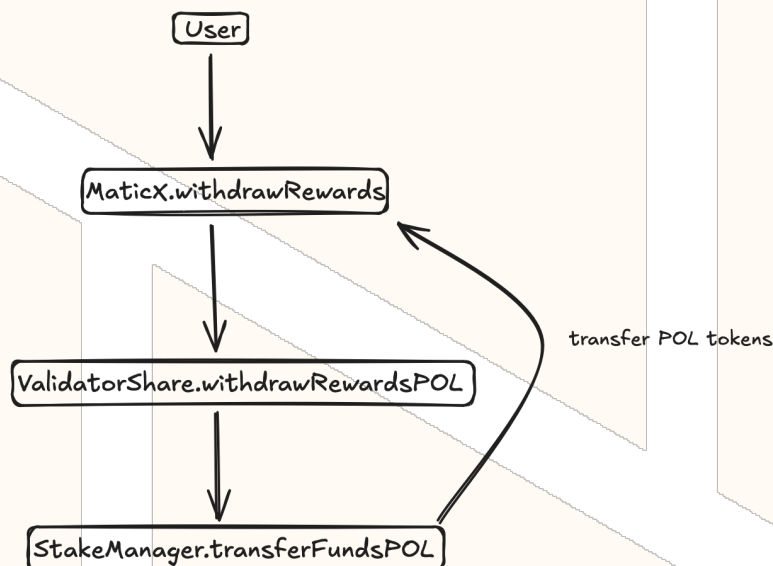 User
MaticX.withdrawRewards
transfer POL tokens
ValidatorShare.withdrawRewardsPOL
StakeManager.transferFundsPOL